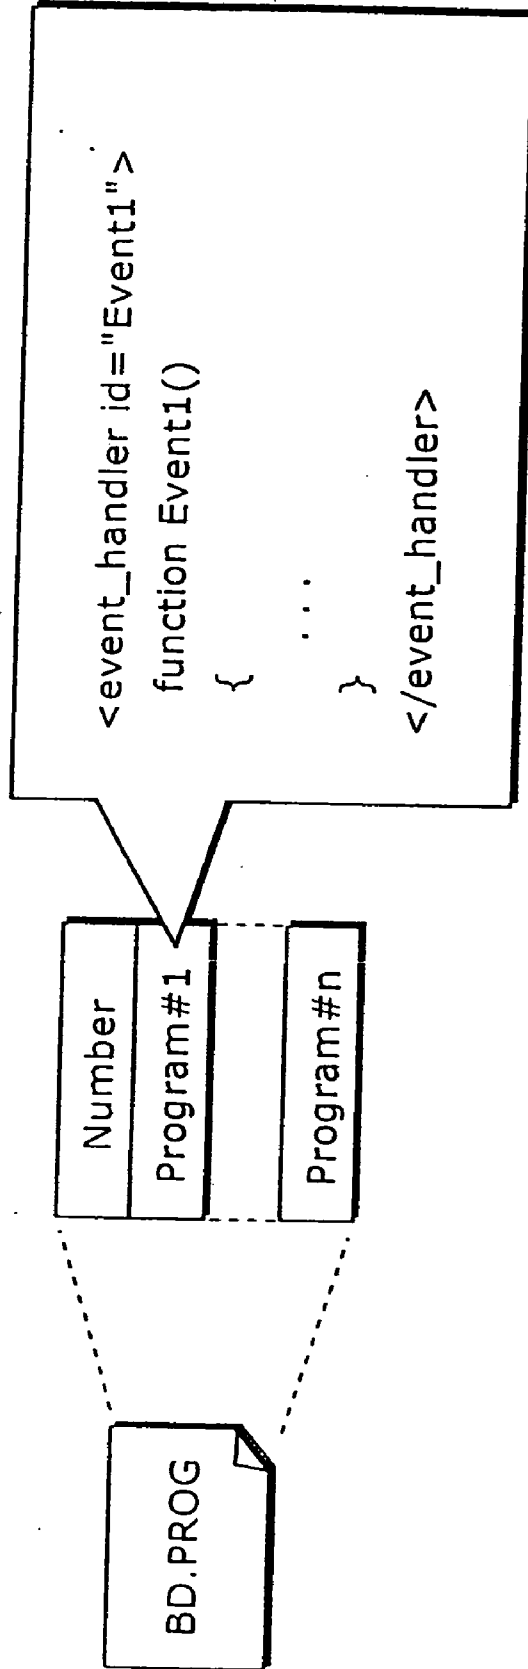 BD.PROG
Number
Program#1
Program#n
<event_handler id="Event1">
function Event1()
{
. . .
}
</event_handler>